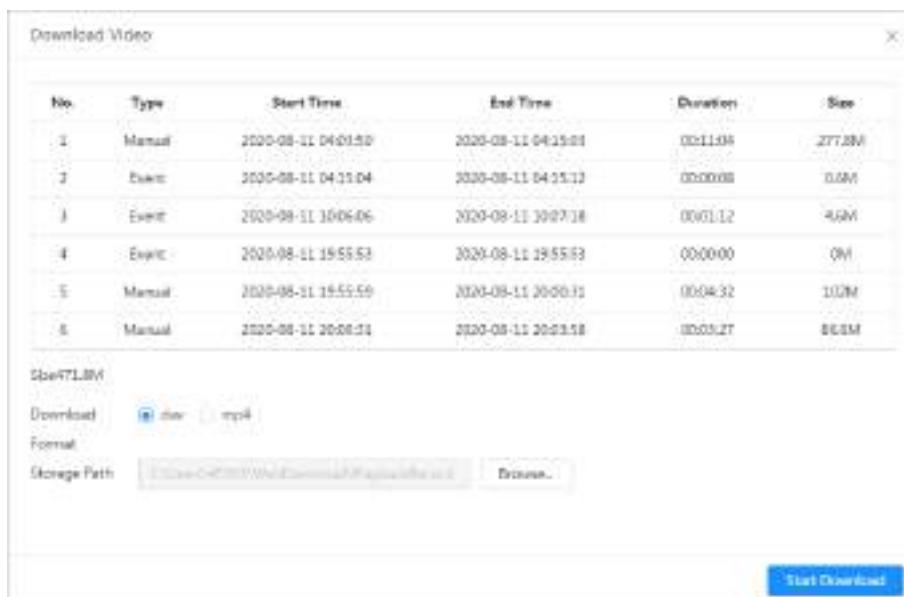 Download Video
No. Type Start Time End Time Duration Size
1 Manual 2020-08-11 04:03:59 2020-08-11 04:15:03 00:11:04 277.8M
2 Event 2020-08-11 04:15:04 2020-08-11 04:15:12 00:00:08 0.6M
3 Event 2020-08-11 10:06:06 2020-08-11 10:07:18 00:01:12 4.6M
4 Event 2020-08-11 19:55:53 2020-08-11 19:55:53 00:00:00 0M
5 Manual 2020-08-11 19:55:59 2020-08-11 20:00:31 00:04:32 102M
6 Manual 2020-08-11 20:00:31 2020-08-11 20:03:58 00:03:27 86.8M
Size471.8M
Download dav mp4
Format
Storage Path Browse..
Start Download